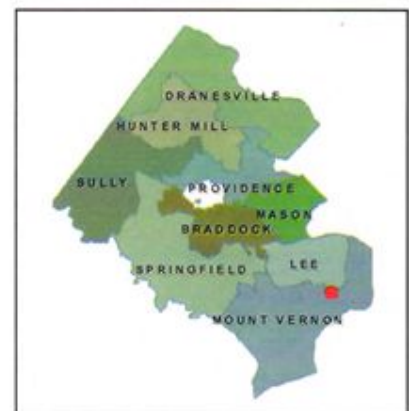 DRANESVILLE
HUNTER MILL
SULLY
PROVIDENCE
MASON
BRADDOCK
SPRINGFIELD
LEE
MOUNT VERNON